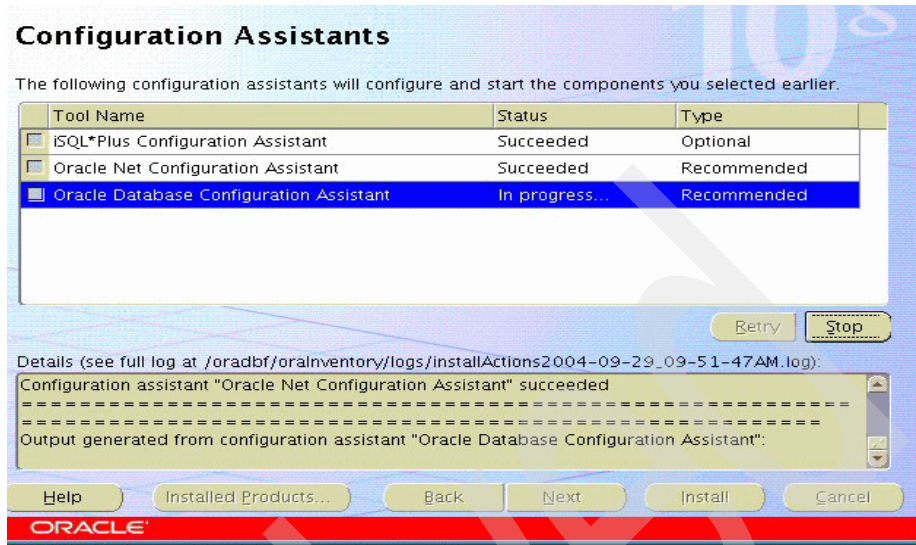 Configuration Assistants
The following configuration assistants will configure and start the components you selected earlier.
Tool Name Status Type
iSQL*Plus Configuration Assistant Succeeded Optional
Oracle Net Configuration Assistant Succeeded Recommended
Oracle Database Configuration Assistant In progress... Recommended
Retry Stop
Details (see full log at /oradbf/oraInventory/logs/installActions2004-09-29_09-51-47AM.log):
Configuration assistant "Oracle Net Configuration Assistant" succeeded
Output generated from configuration assistant "Oracle Database Configuration Assistant":
Help Installed Products... Back Next Install Cancel
ORACLE
10g